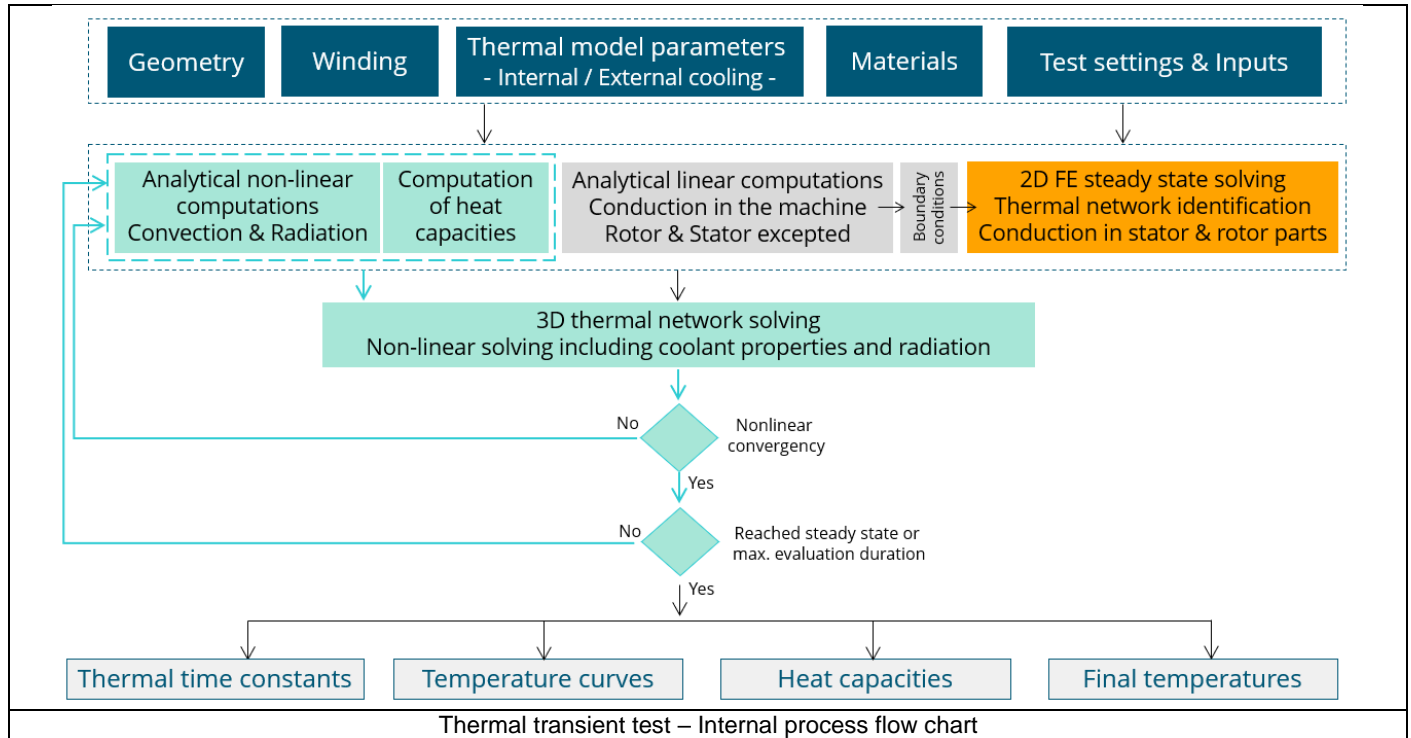 Geometry
Winding
Thermal model parameters
- Internal / External cooling -
Materials
Test settings & Inputs
Analytical non-linear
computations
Convection & Radiation
Computation
of heat
capacities
Analytical linear computations
Conduction in the machine
Rotor & Stator excepted
Boundary
conditions
2D FE steady state solving
Thermal network identification
Conduction in stator & rotor parts
3D thermal network solving
Non-linear solving including coolant properties and radiation
No
Nonlinear
convergency
Yes
No
Reached steady state or
max. evaluation duration
Yes
Thermal time constants
Temperature curves
Heat capacities
Final temperatures
Thermal transient test – Internal process flow chart